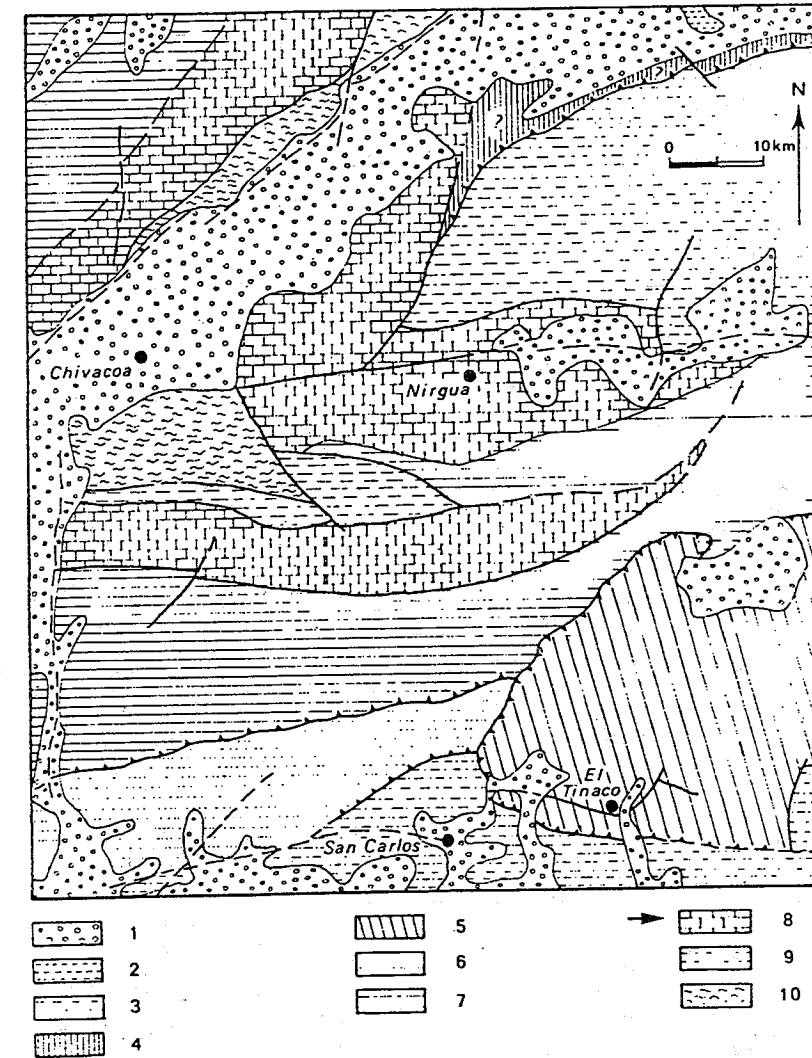 ?
?
N
0 10km
Chivacoa
Nirgua
El
Tinaco
San Carlos
1 5 8
2 6 9
3 7 10
4